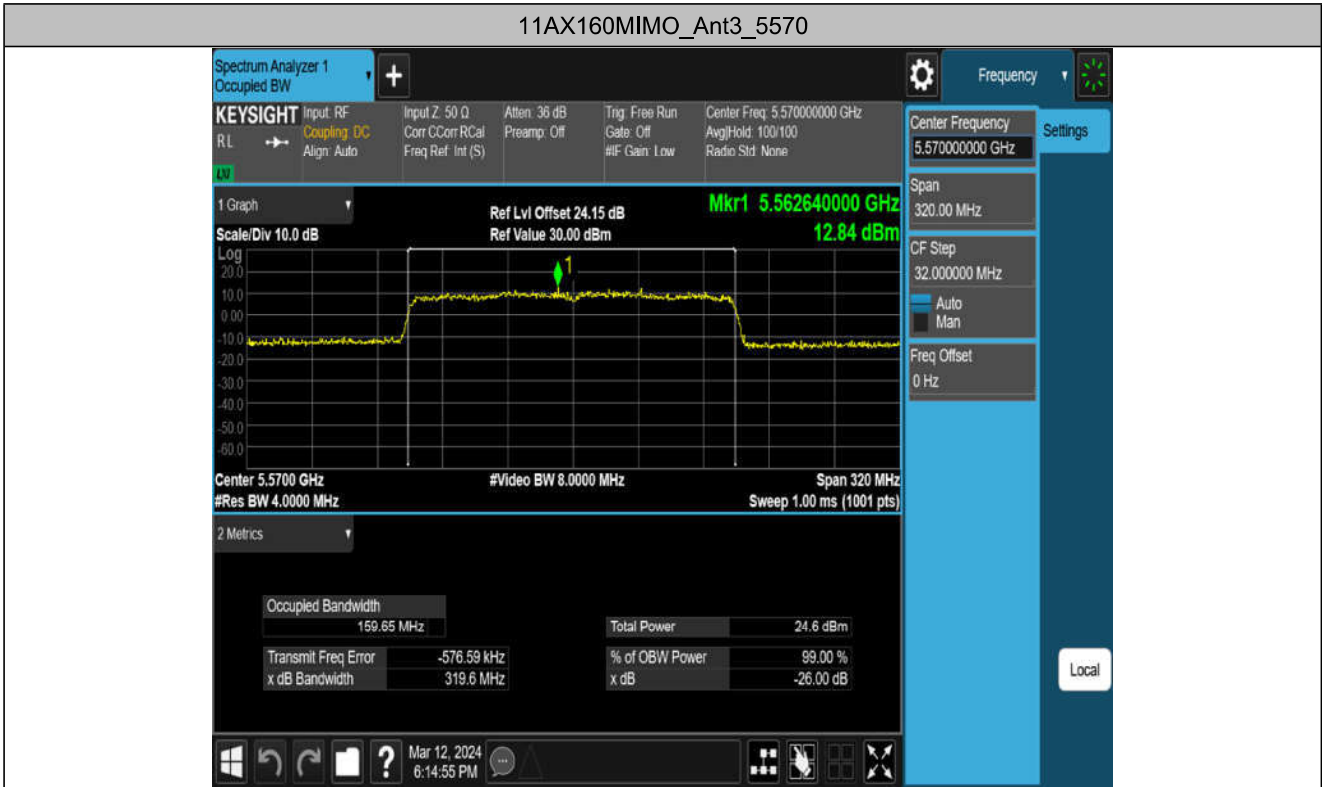 11AX160MIMO_Ant3_5570
Spectrum Analyzer 1
Occupied BW
+
Frequency
KEYSIGHT
RL
LXI
Input: RF
Coupling: DC
Align: Auto
Input Z: 50 Ω
Corr CCorr RCal
Freq Ref: Int (S)
Atten: 36 dB
Preamp: Off
Trig: Free Run
Gate: Off
#IF Gain: Low
Center Freq: 5.570000000 GHz
Avg|Hold: 100/100
Radio Std: None
Center Frequency
5.570000000 GHz
Settings
Span
320.00 MHz
CF Step
32.000000 MHz
Auto
Man
Freq Offset
0 Hz
Local
1 Graph
Scale/Div 10.0 dB
Ref Lvl Offset 24.15 dB
Ref Value 30.00 dBm
Mkr1 5.562640000 GHz
12.84 dBm
Log
20.0
10.0
0.00
-10.0
-20.0
-30.0
-40.0
-50.0
-60.0
1
Center 5.5700 GHz
#Res BW 4.0000 MHz
#Video BW 8.0000 MHz
Span 320 MHz
Sweep 1.00 ms (1001 pts)
2 Metrics
Occupied Bandwidth
159.65 MHz
Total Power 24.6 dBm
Transmit Freq Error -576.59 kHz
% of OBW Power 99.00 %
x dB Bandwidth 319.6 MHz
x dB -26.00 dB
?
Mar 12, 2024
6:14:55 PM